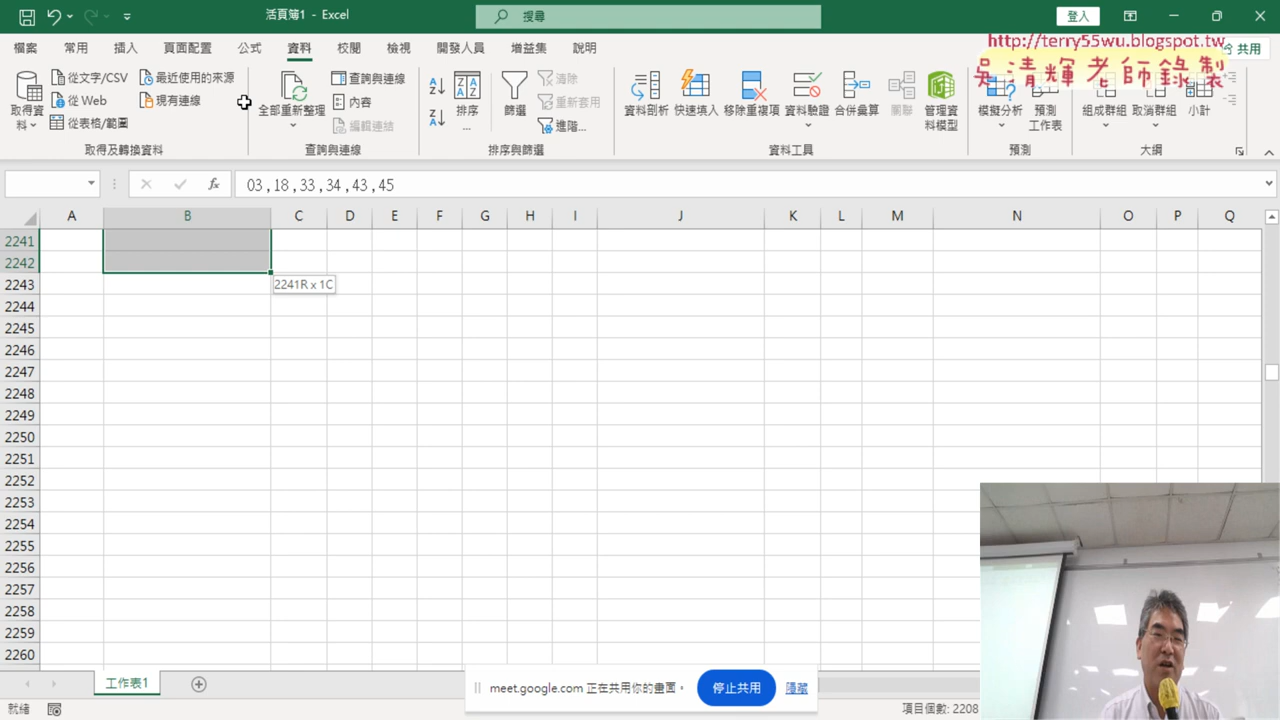 活頁簿1 - Excel
搜尋
登入
檔案 常用 插入 頁面配置 公式 資料 校閱 檢視 開發人員 增益集 說明
共用
http://terry55wu.blogspot.tw
吳清輝老師錄製
取得資料
從文字/CSV
從 Web
從表格/範圍
最近使用的來源
現有連線
取得及轉換資料
全部重新整理
查詢與連線
內容
編輯連結
查詢與連線
排序...
篩選
清除
重新套用
進階...
排序與篩選
資料剖析 快速填入 移除重複項 資料驗證 合併彙算 關聯 管理資料模型
資料工具
模擬分析 預測工作表
預測
組成群組 取消群組 小計
大綱
fx 03 , 18 , 33 , 34 , 43 , 45
A B C D E F G H I J K L M N O P Q
2241
2242
2241R x 1C
2243
2244
2245
2246
2247
2248
2249
2250
2251
2252
2253
2254
2255
2256
2257
2258
2259
2260
工作表1
meet.google.com 正在共用你的畫面。 停止共用 隱藏
就緒
項目個數: 2208